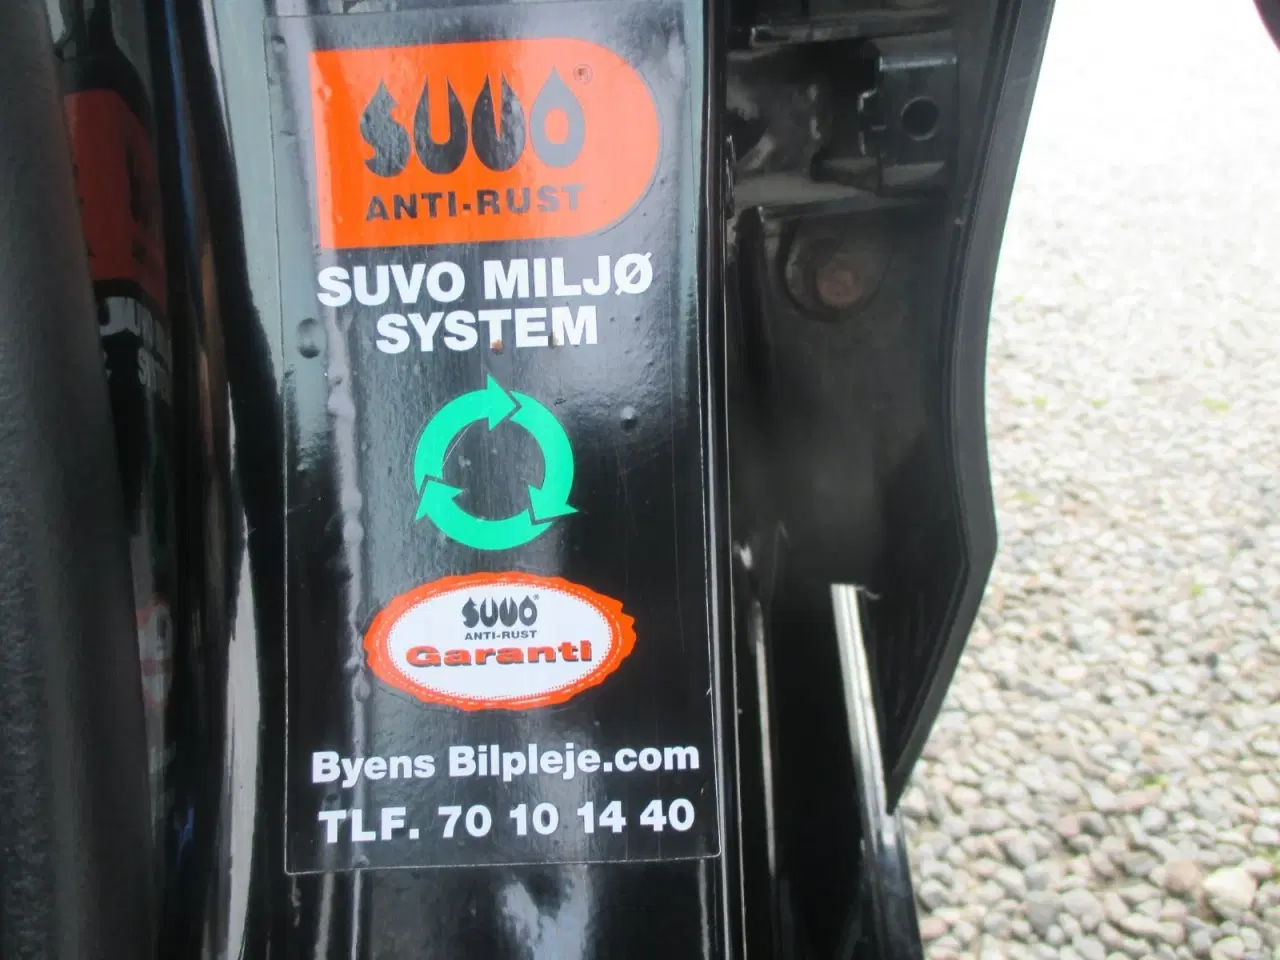 SUVO®
ANTI-RUST
SUVO MILJØ
SYSTEM
SUVO®
ANTI-RUST
Garanti
Byens Bilpleje.com
TLF. 70 10 14 40